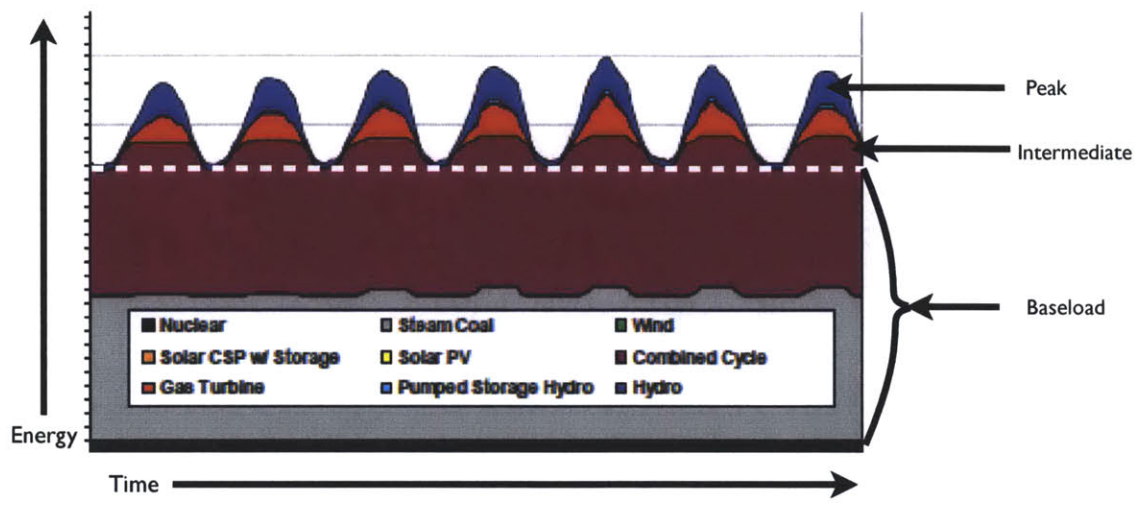 Peak
Intermediate
Nuclear Steam Coal Wind
Solar CSP w/ Storage Solar PV Combined Cycle
Gas Turbine Pumped Storage Hydro Hydro
Baseload
Energy
Time